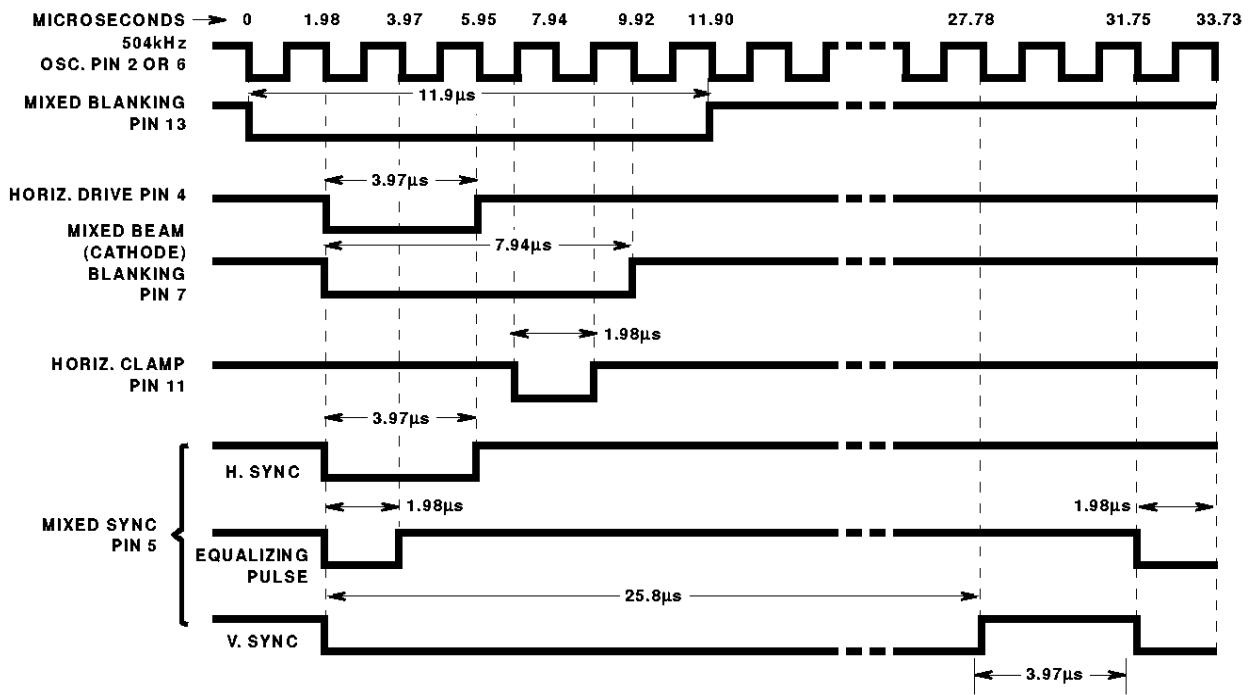 MICROSECONDS 0 1.98 3.97 5.95 7.94 9.92 11.90 27.78 31.75 33.73
504kHz
OSC. PIN 2 OR 6
11.9µs
MIXED BLANKING
PIN 13
3.97µs
HORIZ. DRIVE PIN 4
MIXED BEAM
(CATHODE)
BLANKING
PIN 7
7.94µs
1.98µs
HORIZ. CLAMP
PIN 11
3.97µs
H. SYNC
1.98µs 1.98µs
MIXED SYNC
PIN 5
EQUALIZING
PULSE
25.8µs
V. SYNC
3.97µs